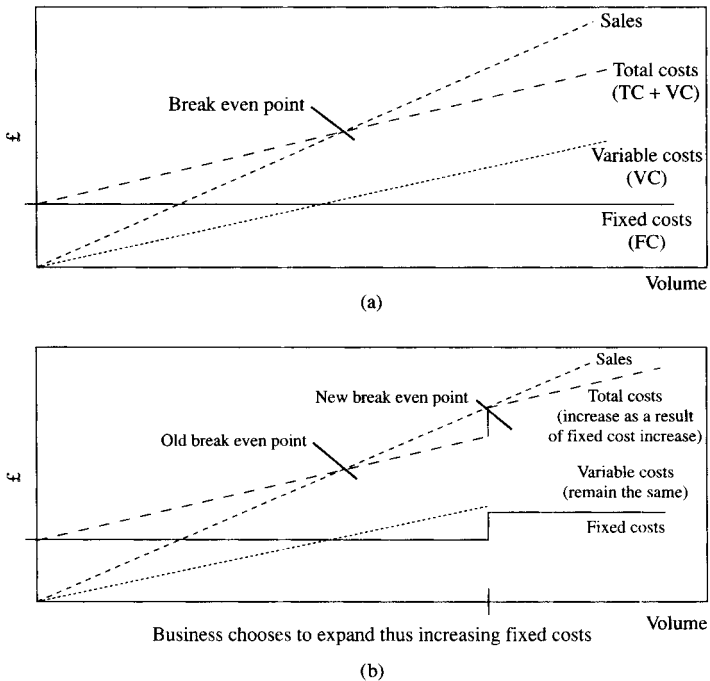 Sales
Total costs
(TC + VC)
Break even point
£
Variable costs
(VC)
Fixed costs
(FC)
Volume
(a)
Sales
New break even point
Total costs
(increase as a result
of fixed cost increase)
Old break even point
£
Variable costs
(remain the same)
Fixed costs
Volume
Business chooses to expand thus increasing fixed costs
(b)